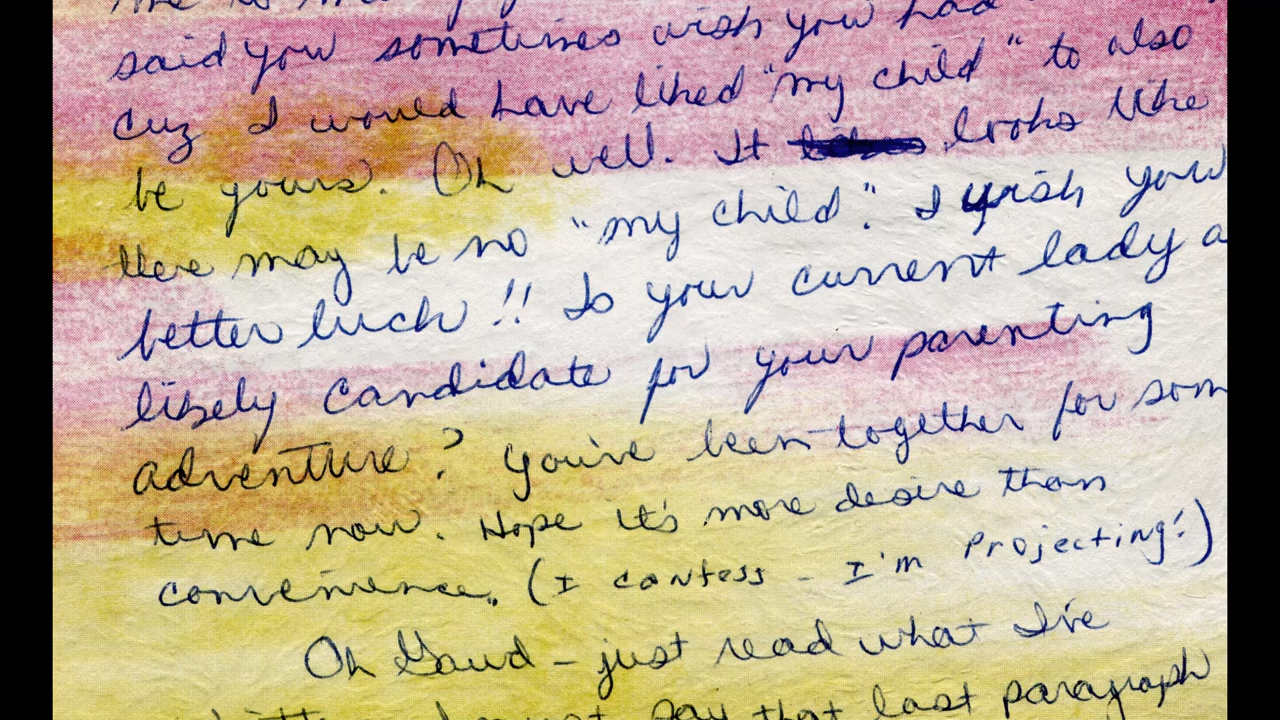 said you sometimes wish you had
cuz I would have liked "my child" to also
be yours. Oh well. It looks like
there may be no "my child". I wish you
better luck!! Is your current lady a
likely candidate for your parenting
adventure? You've been together for som
time now. Hope it's more desire than
convenience. (I confess - I'm Projecting!)
Oh Gawd - just read what I've
say that last paragraph